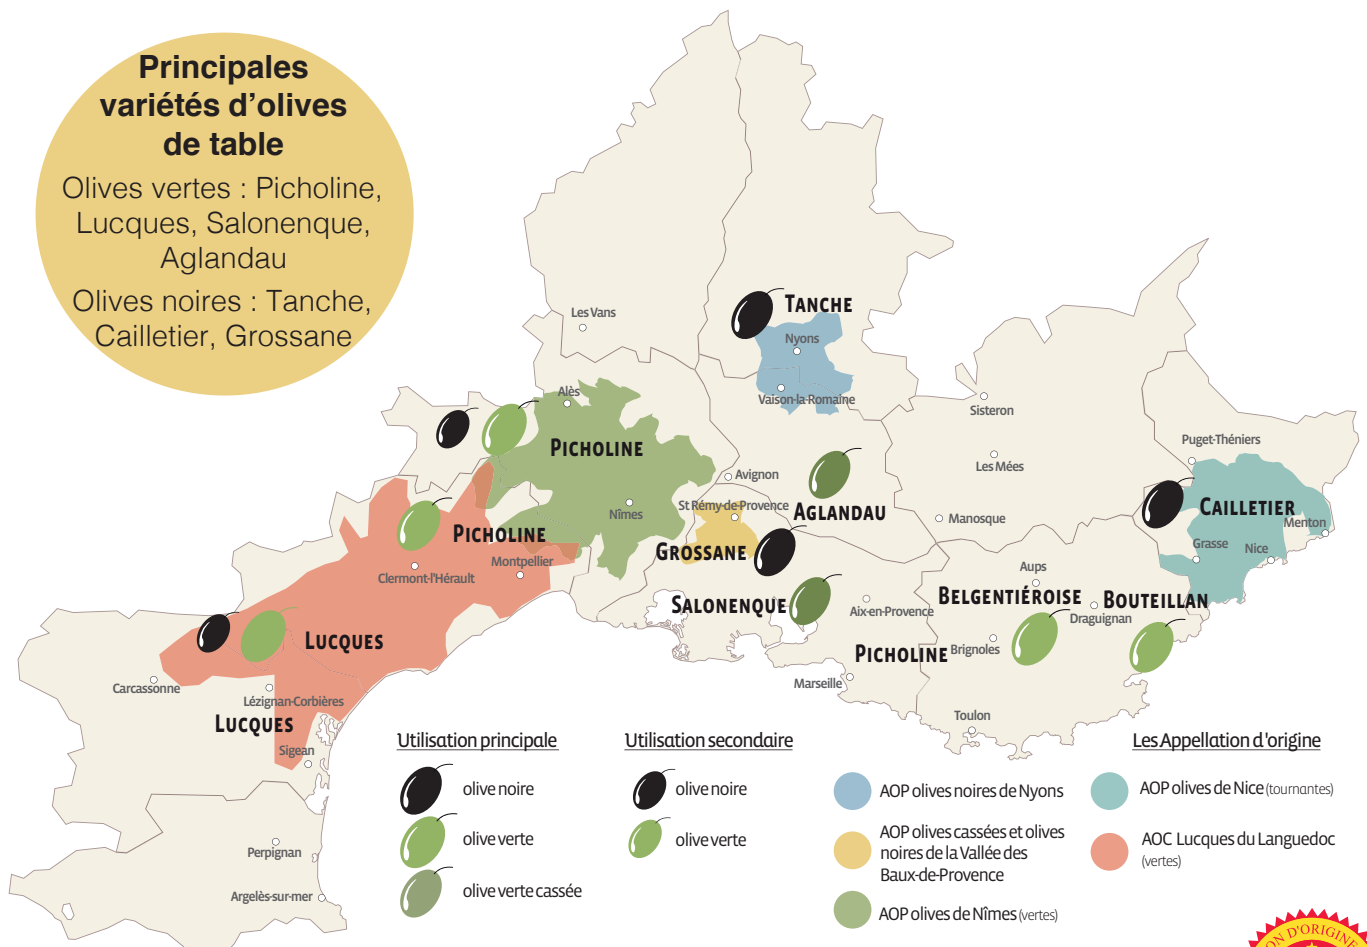 Principales
variétés d'olives
de table
Olives vertes : Picholine,
Lucques, Salonenque,
Aglandau
Olives noires : Tanche,
Cailletier, Grossane
Les Vans
TANCHE
Nyons
Vaison-la-Romaine
Alès
Sisteron
PICHOLINE
Puget-Théniers
Les Mées
Avignon
St Rémy-de-Provence
AGLANDAU
CAILLETIER
Menton
Nîmes
Manosque
PICHOLINE
GROSSANE
Grasse
Nice
Montpellier
Clermont-l'Hérault
Aups
SALONENQUE
Aix-en-Provence
BELGENTIÉROISE
BOUTEILLAN
Draguignan
LUCQUES
PICHOLINE
Brignoles
Marseille
Carcassonne
Lézignan-Corbières
LUCQUES
Sigean
Toulon
Perpignan
Argelès-sur-mer
Utilisation principale
olive noire
olive verte
olive verte cassée
Utilisation secondaire
olive noire
olive verte
Les Appellation d'origine
AOP olives noires de Nyons
AOP olives cassées et olives
noires de la Vallée des
Baux-de-Provence
AOP olives de Nîmes (vertes)
AOP olives de Nice (tournantes)
AOC Lucques du Languedoc
(vertes)
D'ORIGINE